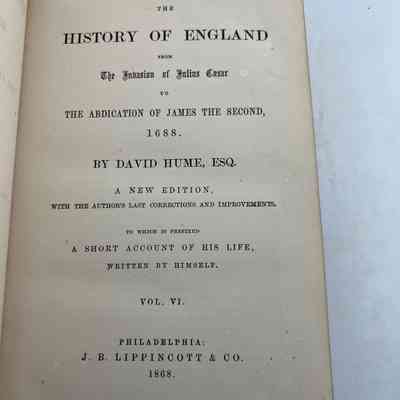 THE
HISTORY OF ENGLAND
FROM
The Invasion of Julius Cæsar
TO
THE ABDICATION OF JAMES THE SECOND,
1688.
BY DAVID HUME, ESQ.
A NEW EDITION,
WITH THE AUTHOR'S LAST CORRECTIONS AND IMPROVEMENTS.
TO WHICH IS PREFIXED
A SHORT ACCOUNT OF HIS LIFE,
WRITTEN BY HIMSELF.
VOL. VI.
PHILADELPHIA:
J. B. LIPPINCOTT & CO.
1868.